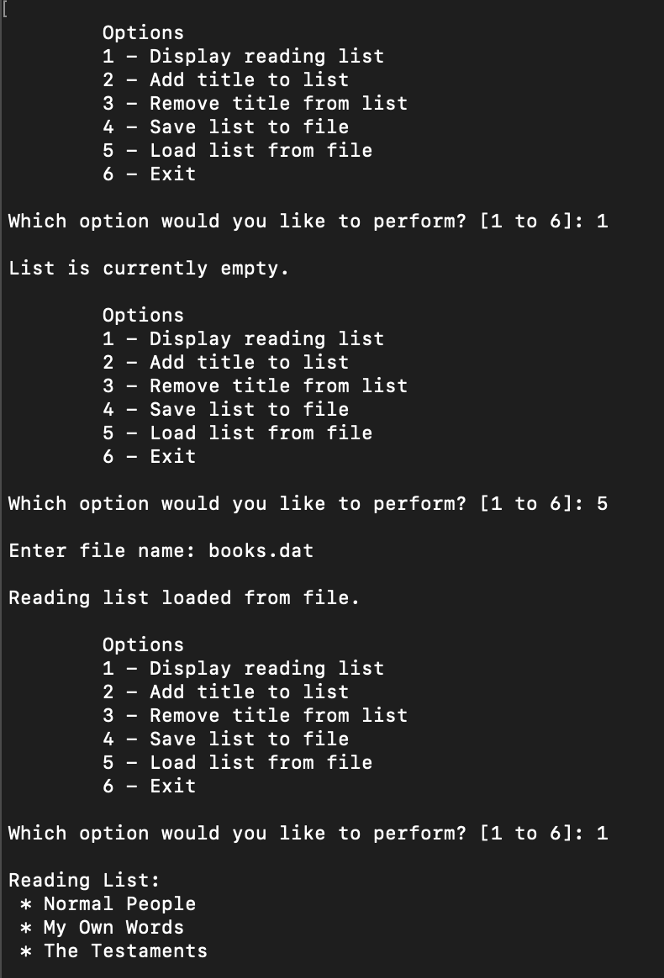 [
Options
1 – Display reading list
2 – Add title to list
3 – Remove title from list
4 – Save list to file
5 – Load list from file
6 – Exit
Which option would you like to perform? [1 to 6]: 1
List is currently empty.
Options
1 – Display reading list
2 – Add title to list
3 – Remove title from list
4 – Save list to file
5 – Load list from file
6 – Exit
Which option would you like to perform? [1 to 6]: 5
Enter file name: books.dat
Reading list loaded from file.
Options
1 – Display reading list
2 – Add title to list
3 – Remove title from list
4 – Save list to file
5 – Load list from file
6 – Exit
Which option would you like to perform? [1 to 6]: 1
Reading List:
* Normal People
* My Own Words
* The Testaments